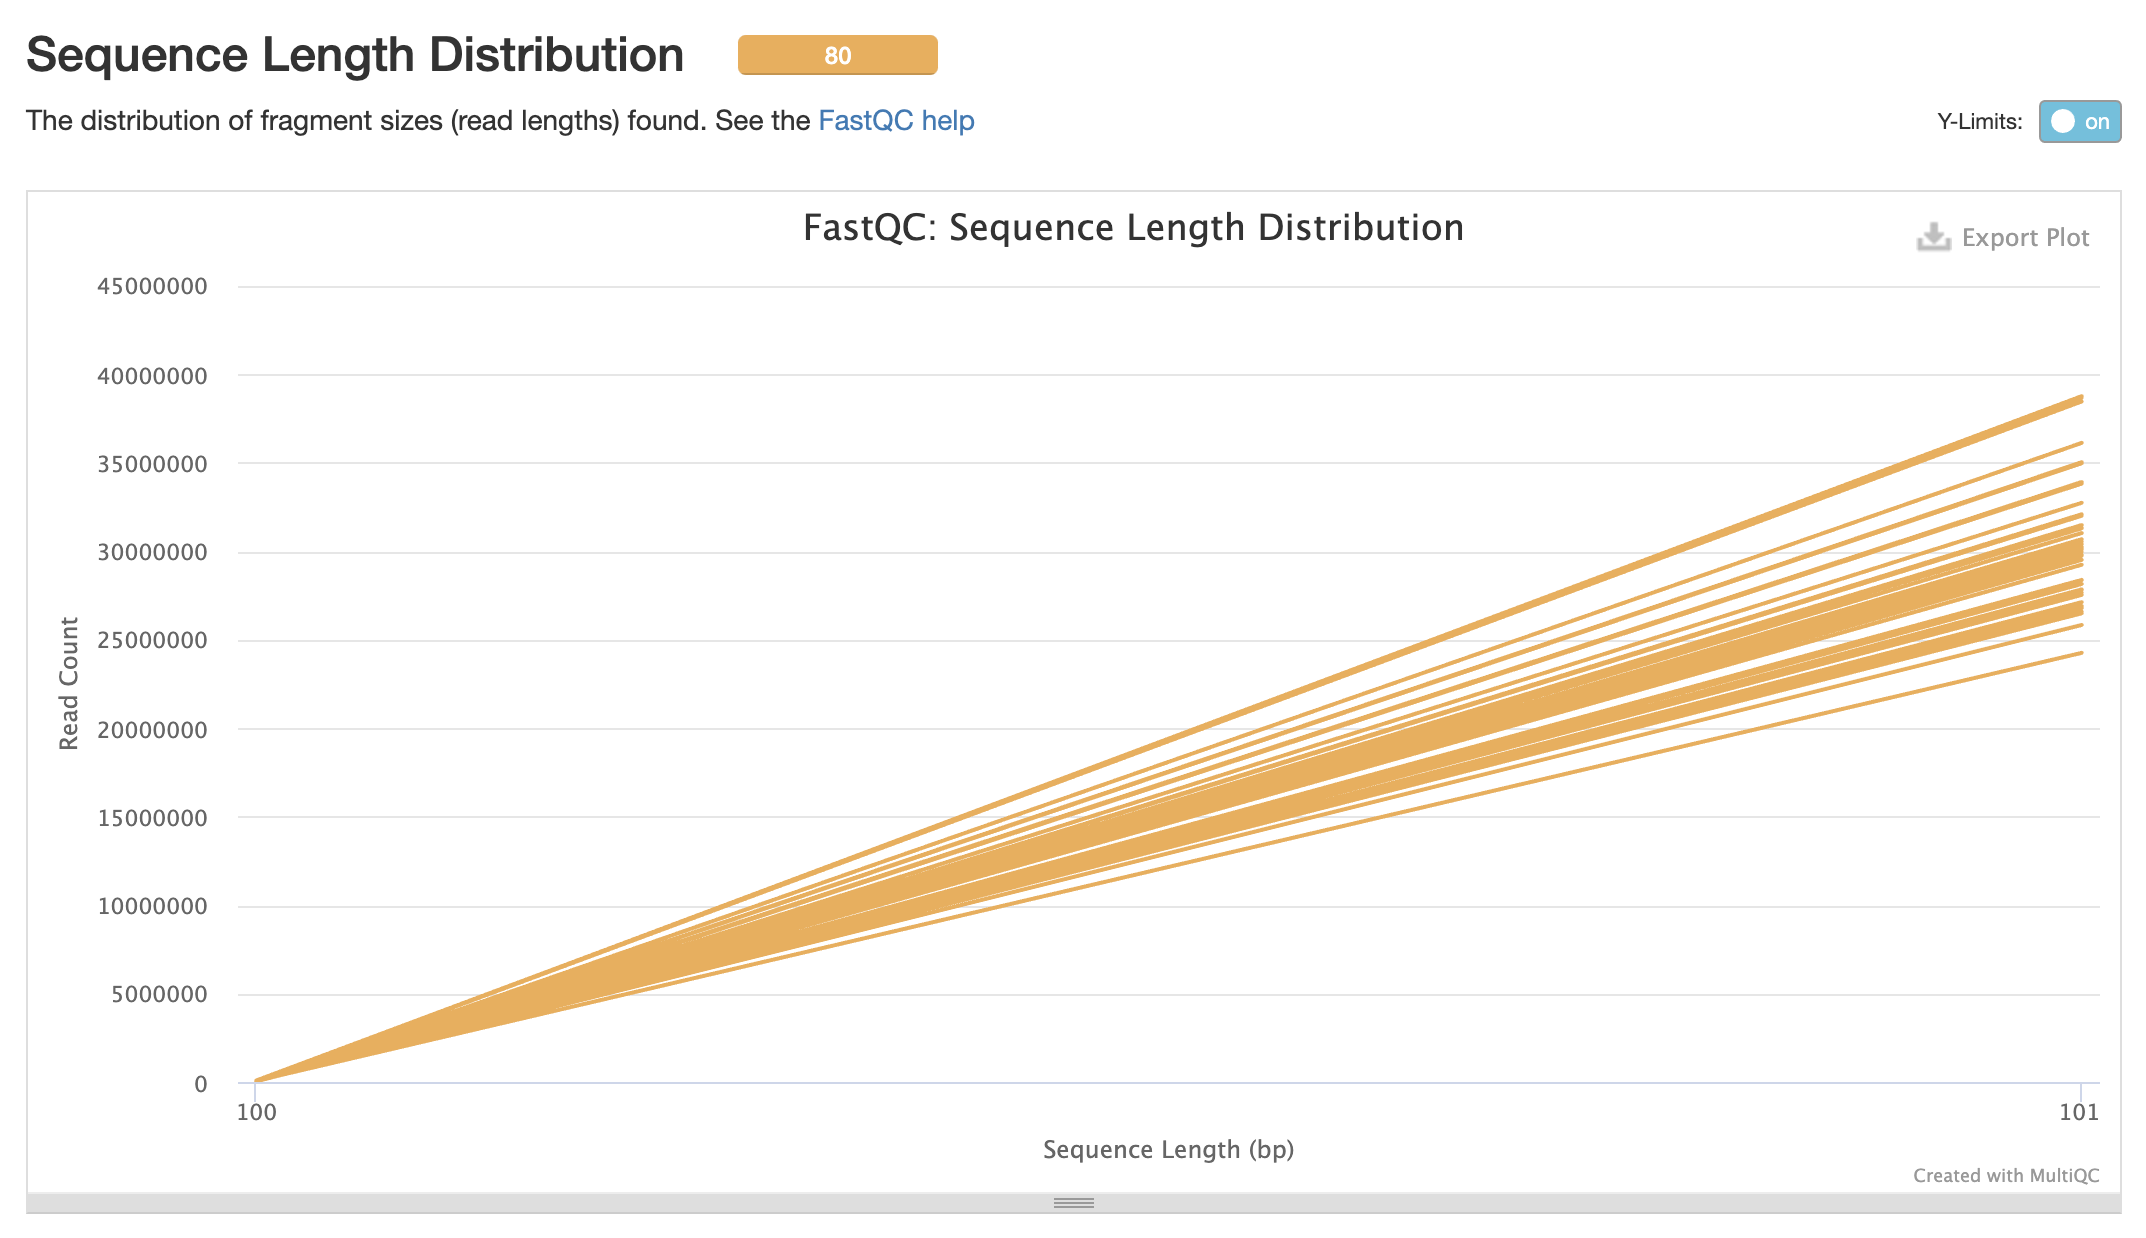 Sequence Length Distribution 80
The distribution of fragment sizes (read lengths) found. See the FastQC help
Y-Limits: on
FastQC: Sequence Length Distribution
Export Plot
45000000
40000000
35000000
30000000
25000000
20000000
15000000
10000000
5000000
0
Read Count
100 101
Sequence Length (bp)
Created with MultiQC